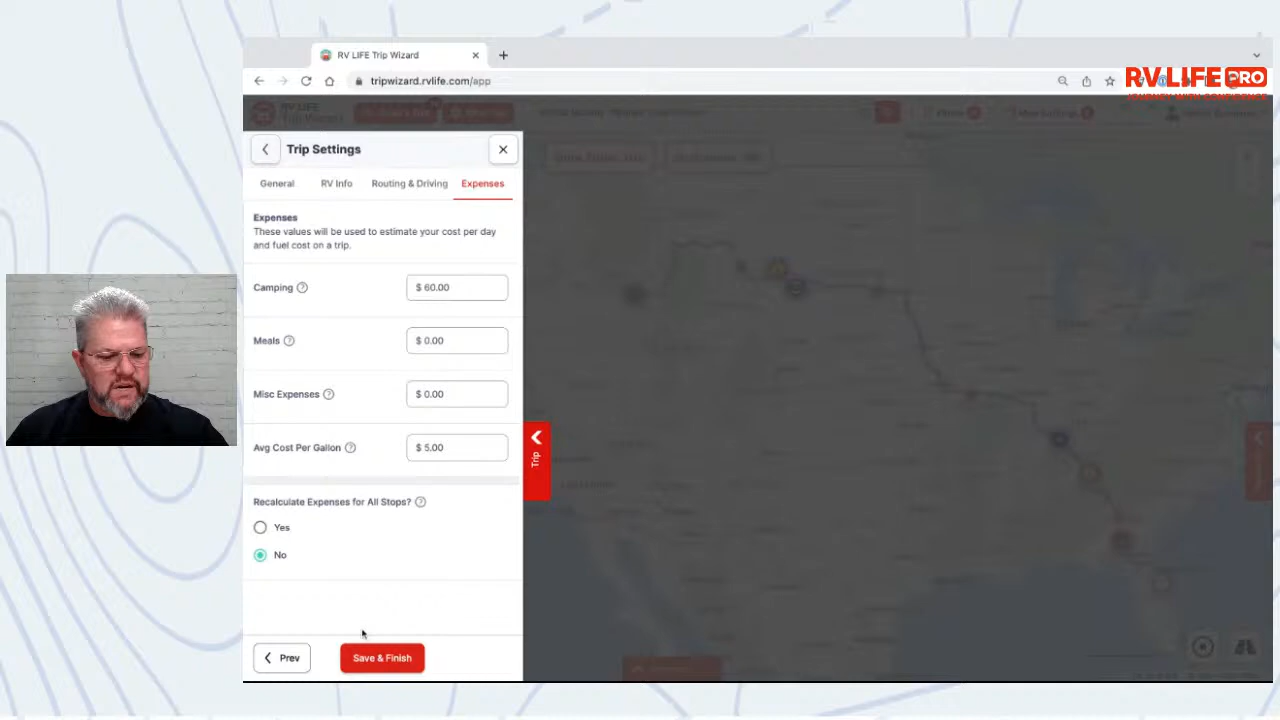 RV LIFE Trip Wizard
tripwizard.rvlife.com/app
RV LIFE PRO
JOURNEY WITH CONFIDENCE
Trip Settings
General
RV Info
Routing & Driving
Expenses
Expenses
These values will be used to estimate your cost per day
and fuel cost on a trip.
Camping
$ 60.00
Meals
$ 0.00
Misc Expenses
$ 0.00
Avg Cost Per Gallon
$ 5.00
Recalculate Expenses for All Stops?
Yes
No
Prev
Save & Finish
Trip